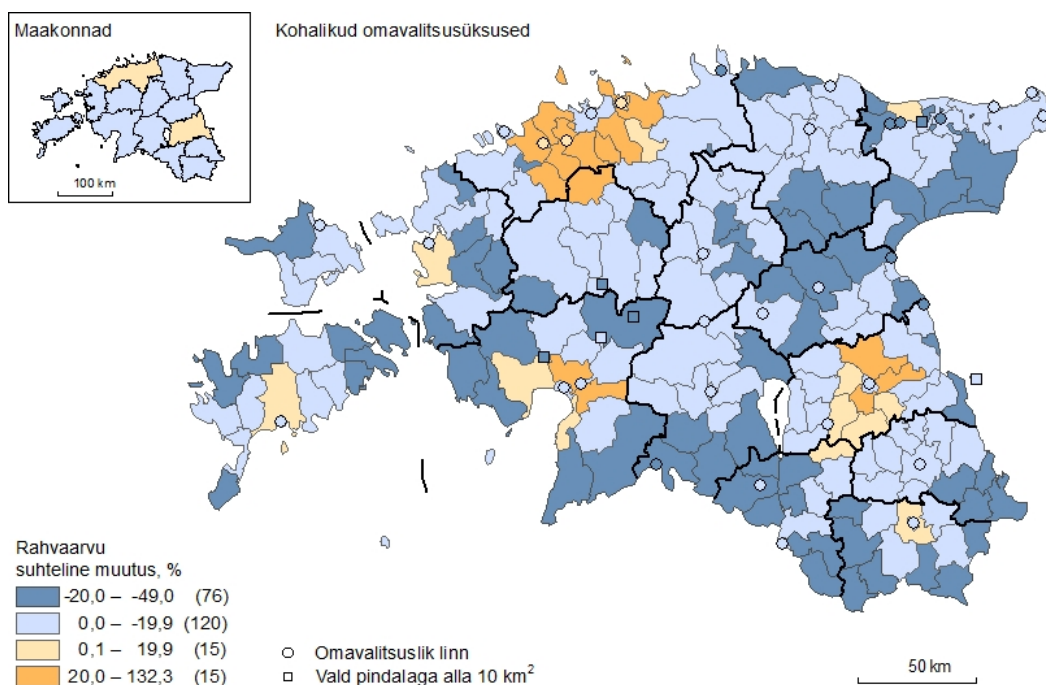 Maakonnad
100 km
Kohalikud omavalitsusüksused
Rahvaarvu
suhteline muutus, %
-20,0 – -49,0 (76)
0,0 – -19,9 (120)
0,1 – 19,9 (15)
20,0 – 132,3 (15)
Omavalitsuslik linn
Vald pindalaga alla 10 km²
50 km